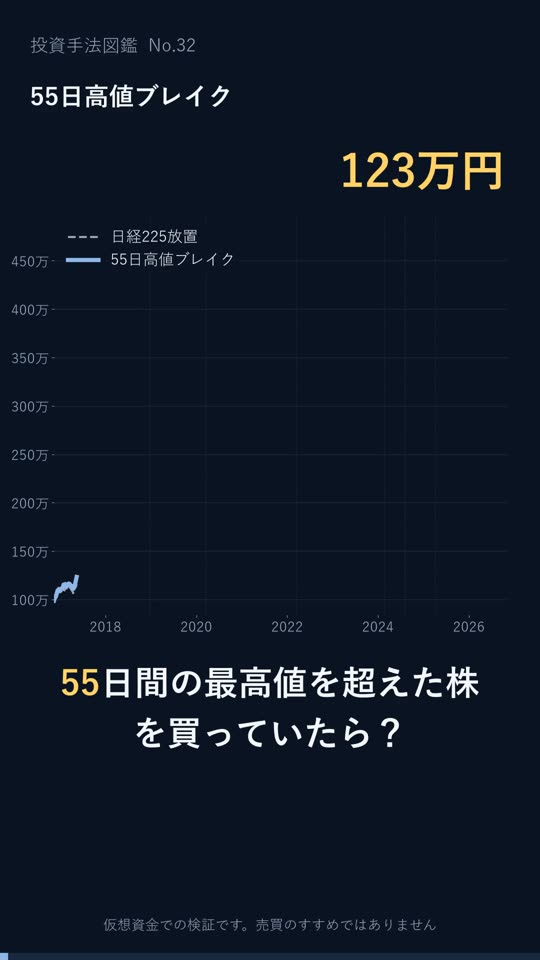 投資手法図鑑 No.32
55日高値ブレイク
123万円
日経225放置
55日高値ブレイク
450万
400万
350万
300万
250万
200万
150万
100万
2018 2020 2022 2024 2026
55日間の最高値を超えた株
を買っていたら？
仮想資金での検証です。売買のすすめではありません